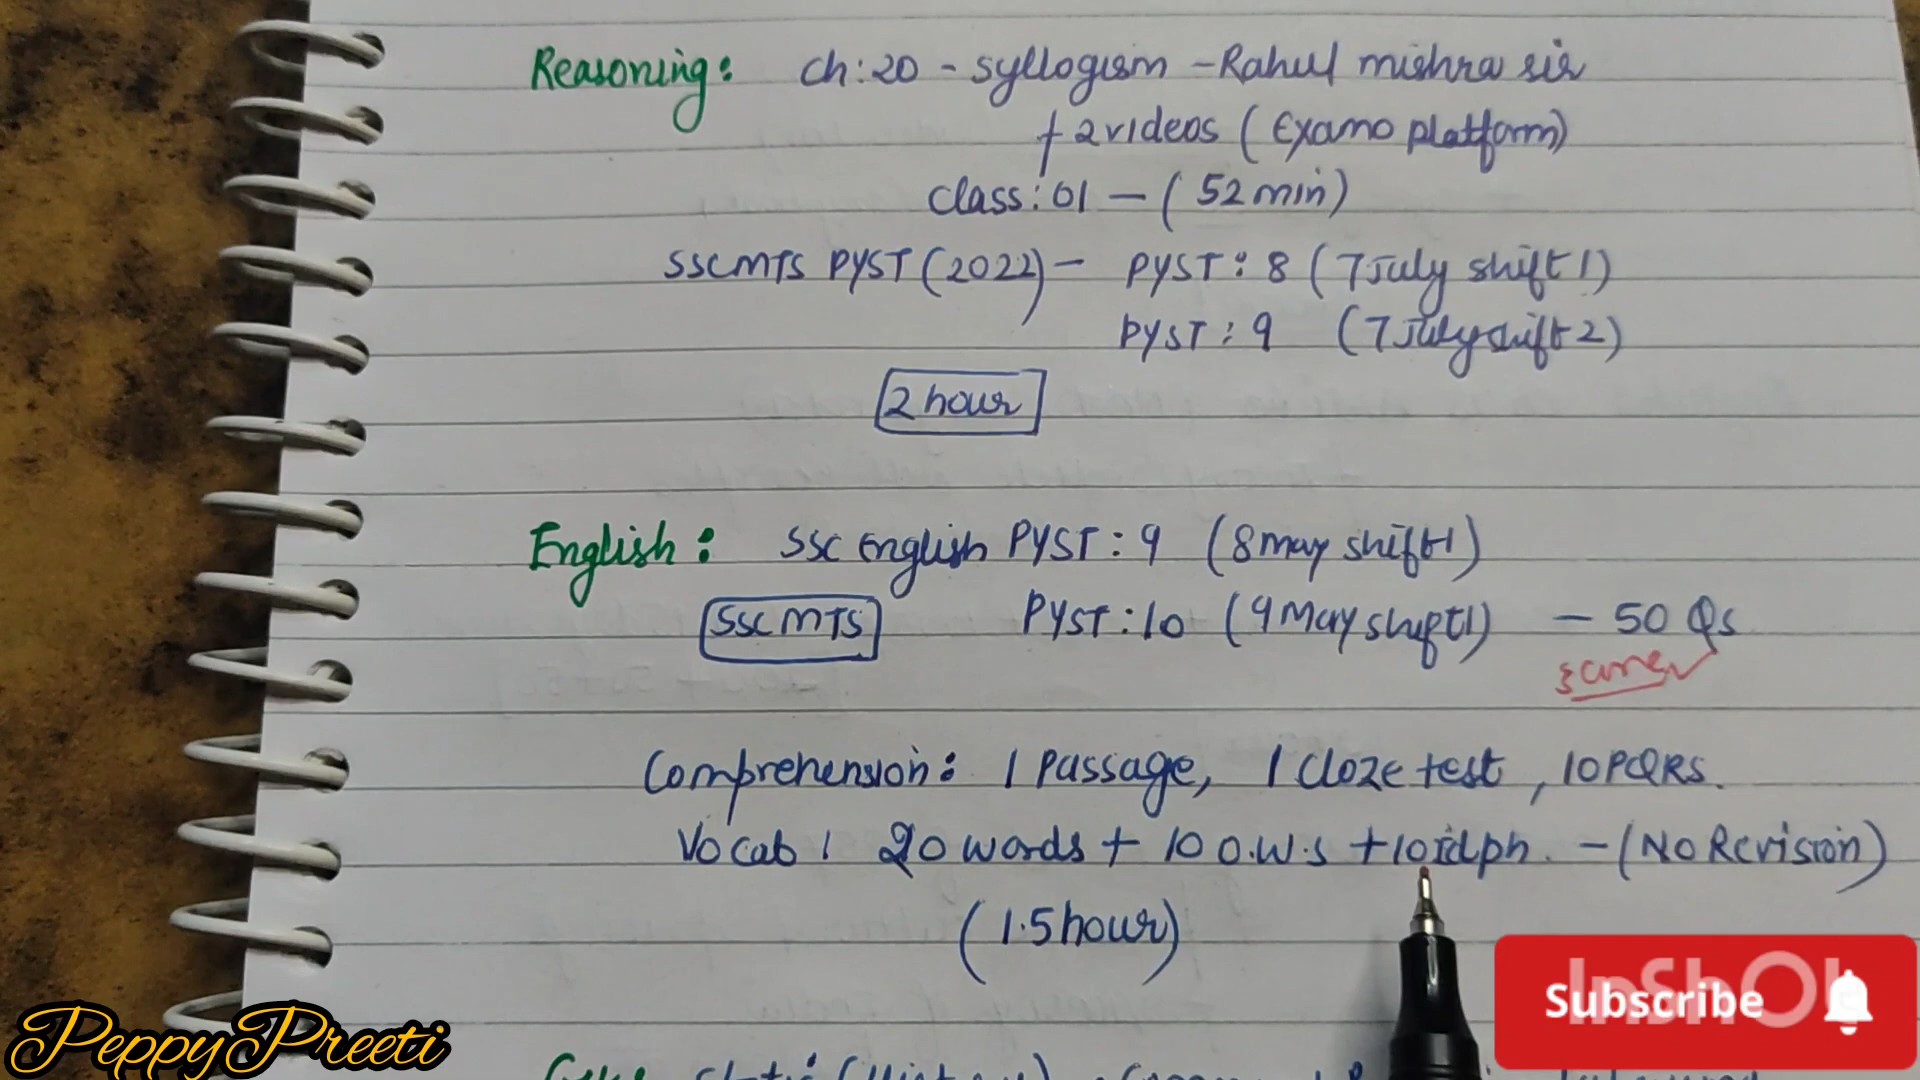 Reasoning: Ch:20 - syllogism - Rahul mishra sir
+ 2 videos (Examo platform)
class: 01 - (52 min)
SSC MTS PYST (2022) - PYST: 8 (7 July shift 1)
PYST: 9 (7 July shift 2)
2 hour
English: SSC English PYST: 9 (8 may shift 1)
SSC MTS PYST: 10 (9 May shift 1) - 50 Qs
Comprehension: 1 Passage, 1 Cloze test, 10 PQRS.
Vocab: 20 words + 10 O.W.S + 10 idph. - (No Revision)
(1.5 hour)
InShOt
Subscribe
PeppyPreeti